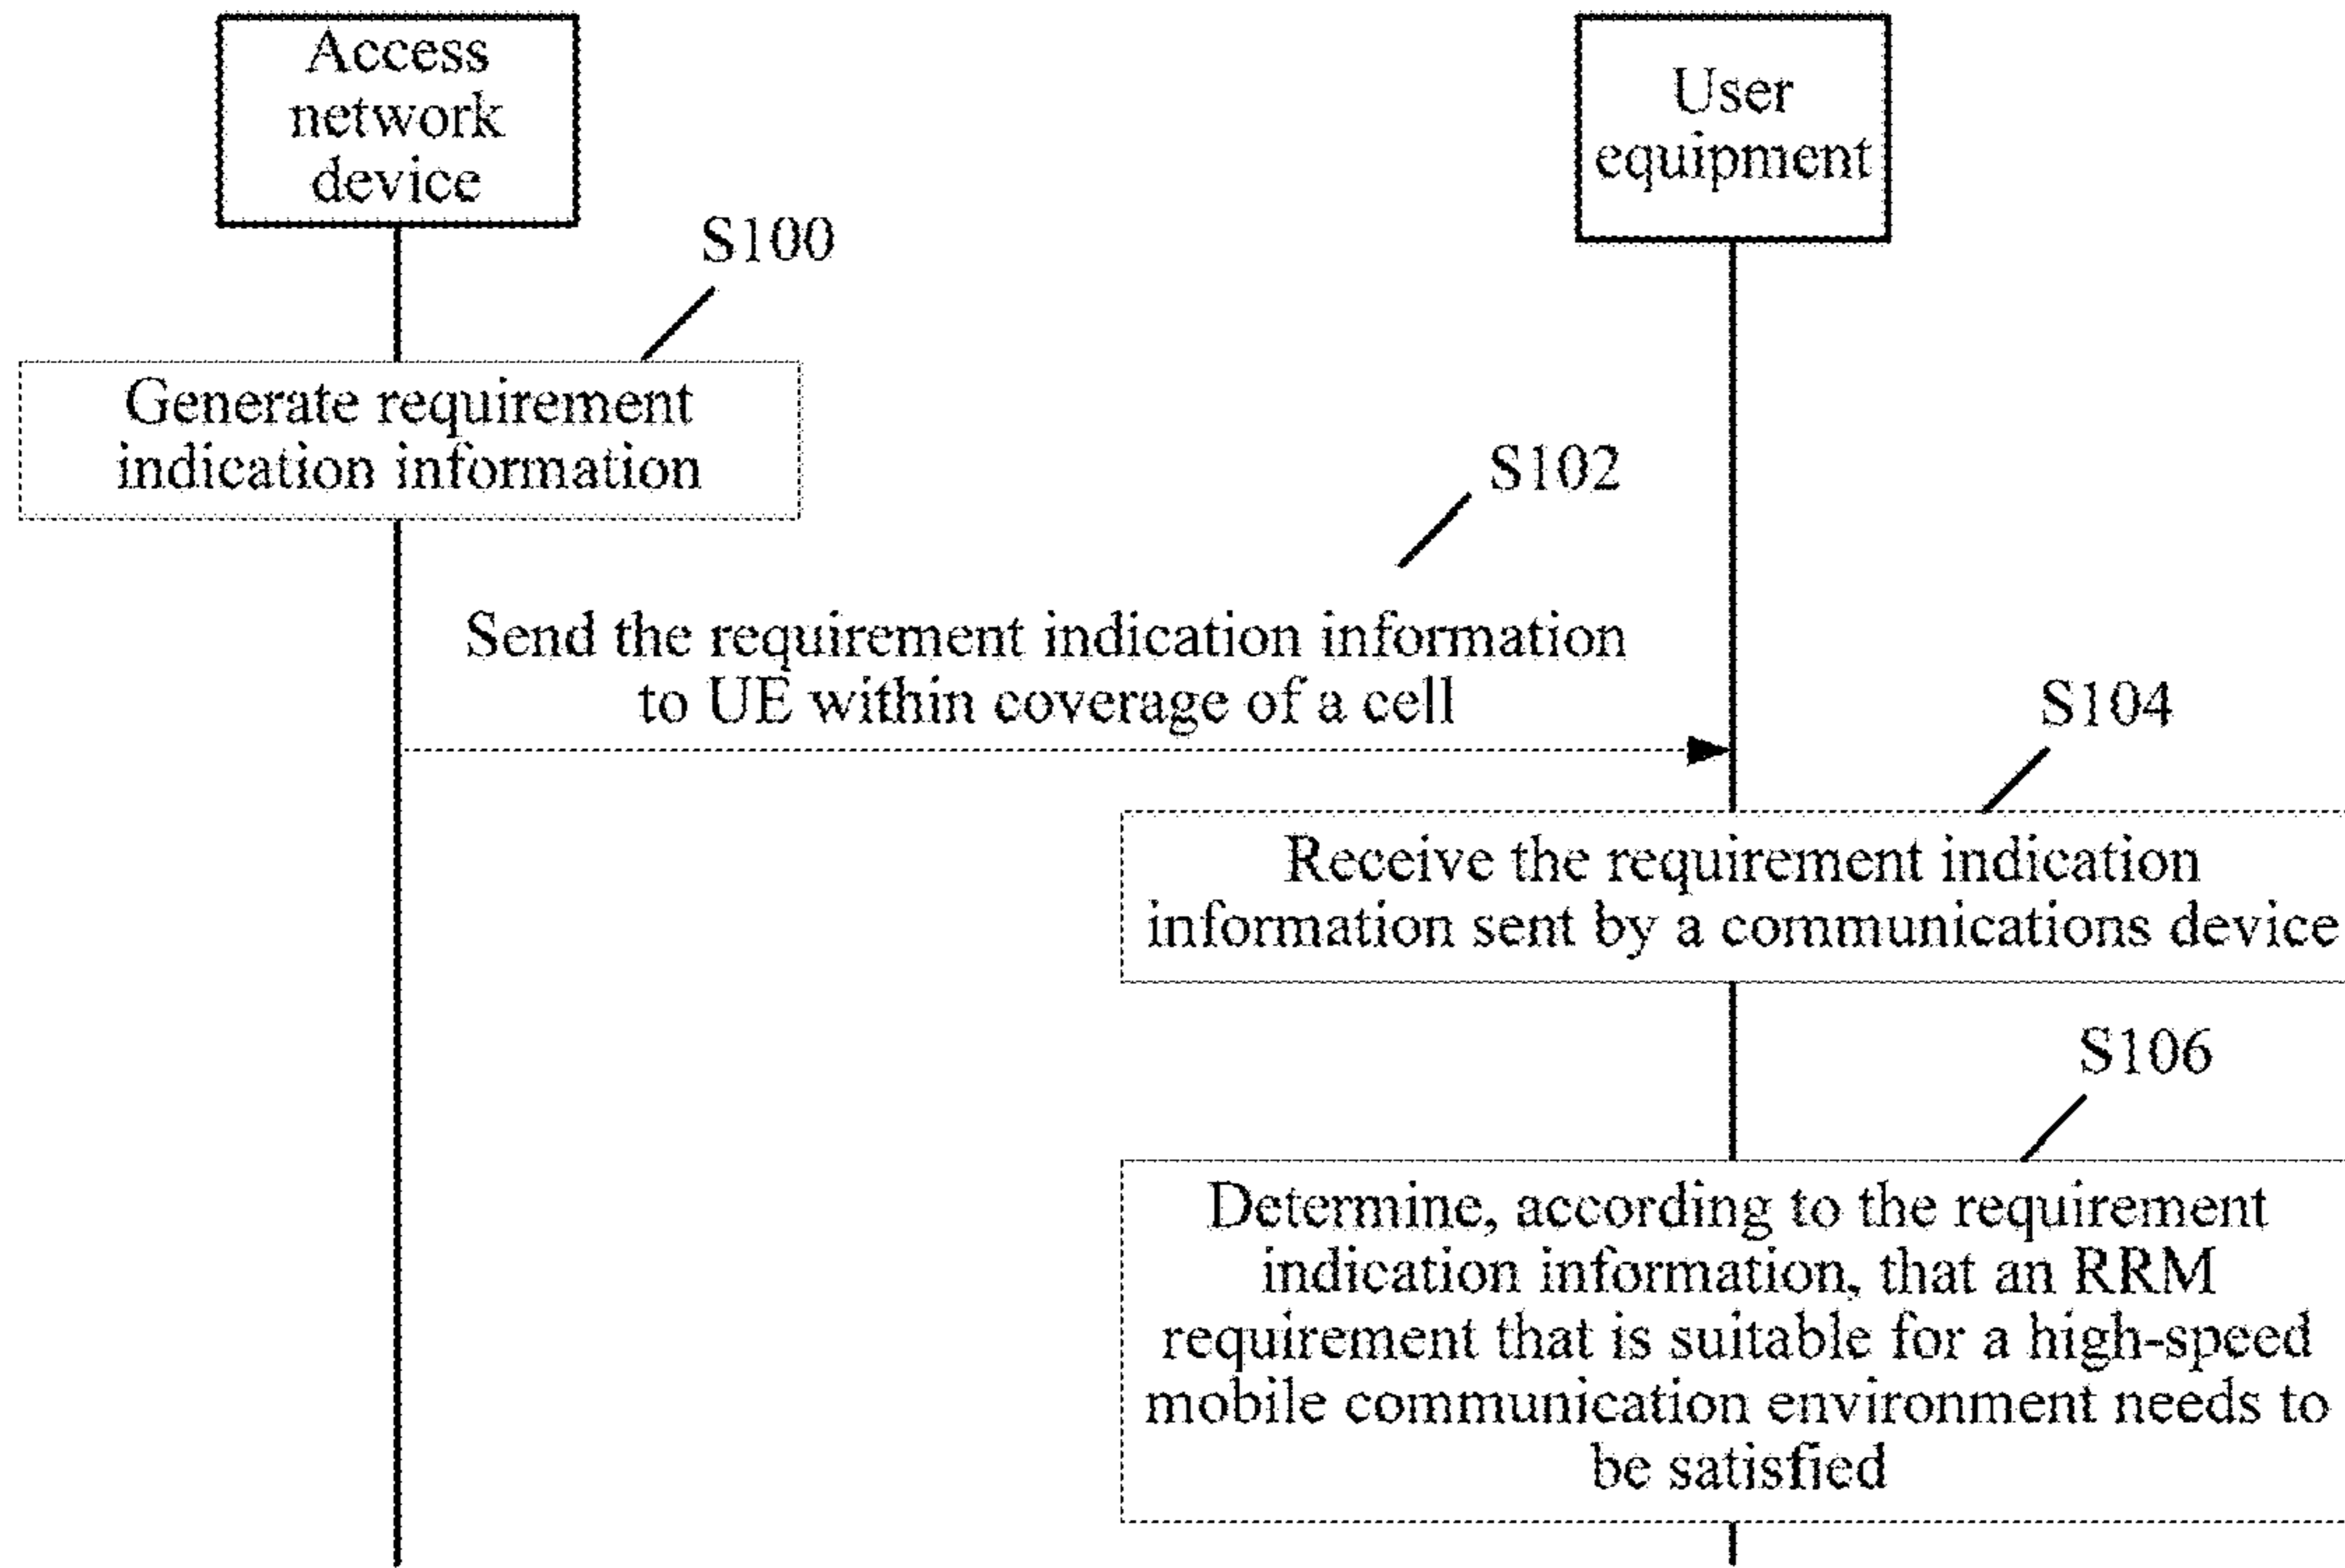 Access
network
device
User
equipment
S100
Generate requirement
indication information
S102
Send the requirement indication information
to UE within coverage of a cell
S104
Receive the requirement indication
information sent by a communications device
S106
Determine, according to the requirement
indication information, that an RRM
requirement that is suitable for a high-speed
mobile communication environment needs to
be satisfied